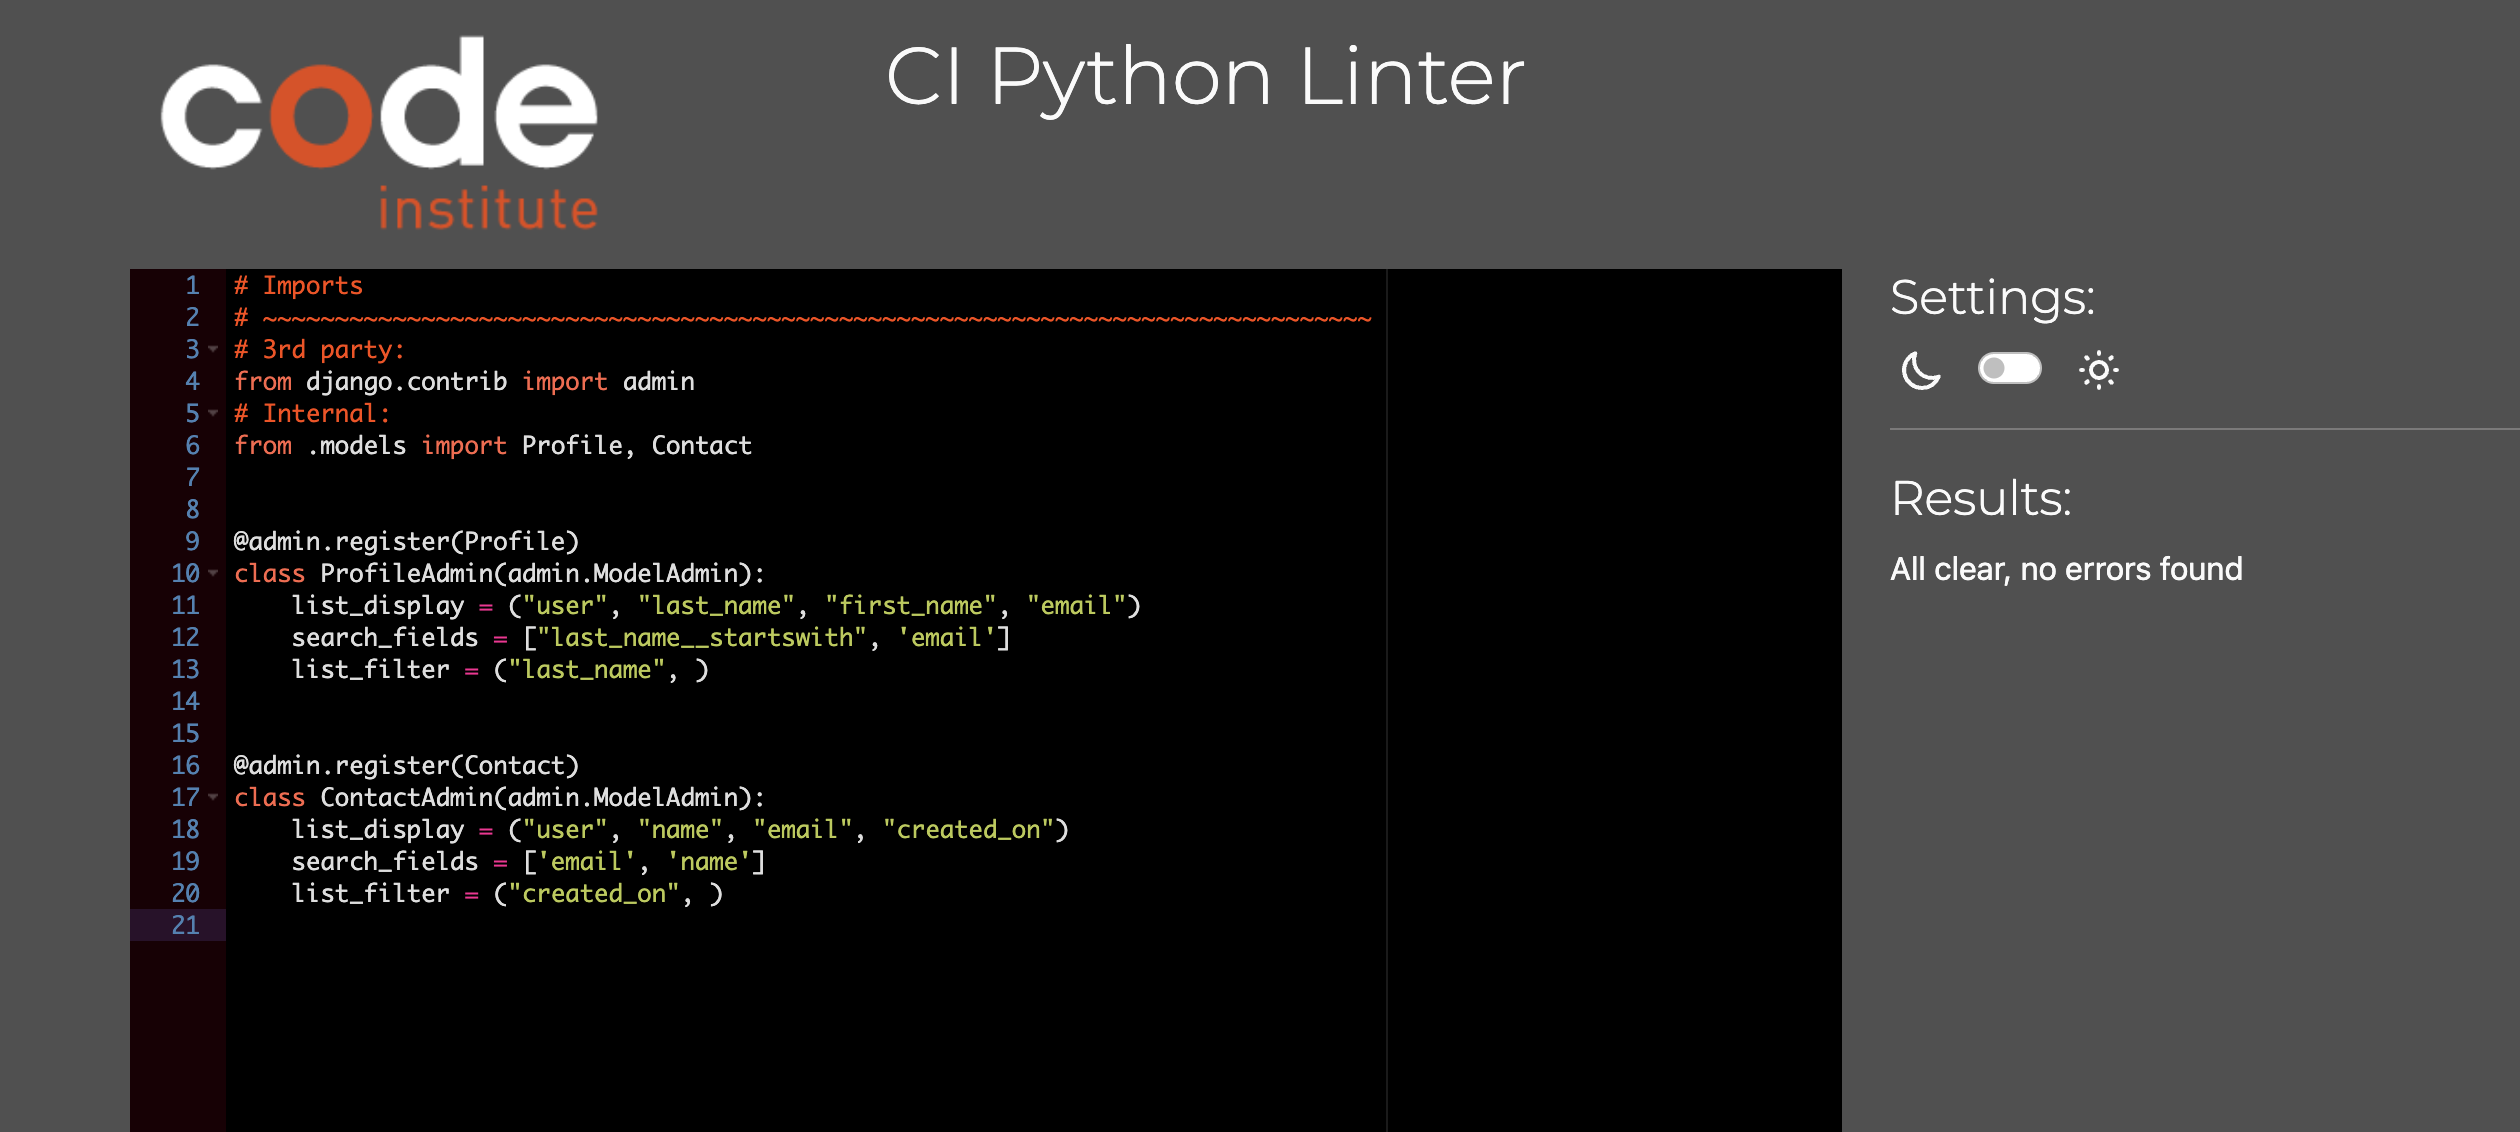 code
institute
CI Python Linter
1 # Imports
2 # ~~~~~~~~~~~~~~~~~~~~~~~~~~~~~~~~~~~~~~~~~~~~~~~~~~~~~~~~~~~~~~~~~~~~~~~~~~~~~
3 # 3rd party:
4 from django.contrib import admin
5 # Internal:
6 from .models import Profile, Contact
7
8
9 @admin.register(Profile)
10 class ProfileAdmin(admin.ModelAdmin):
11     list_display = ("user", "last_name", "first_name", "email")
12     search_fields = ["last_name__startswith", 'email']
13     list_filter = ("last_name", )
14
15
16 @admin.register(Contact)
17 class ContactAdmin(admin.ModelAdmin):
18     list_display = ("user", "name", "email", "created_on")
19     search_fields = ['email', 'name']
20     list_filter = ("created_on", )
21
Settings:
Results:
All clear, no errors found